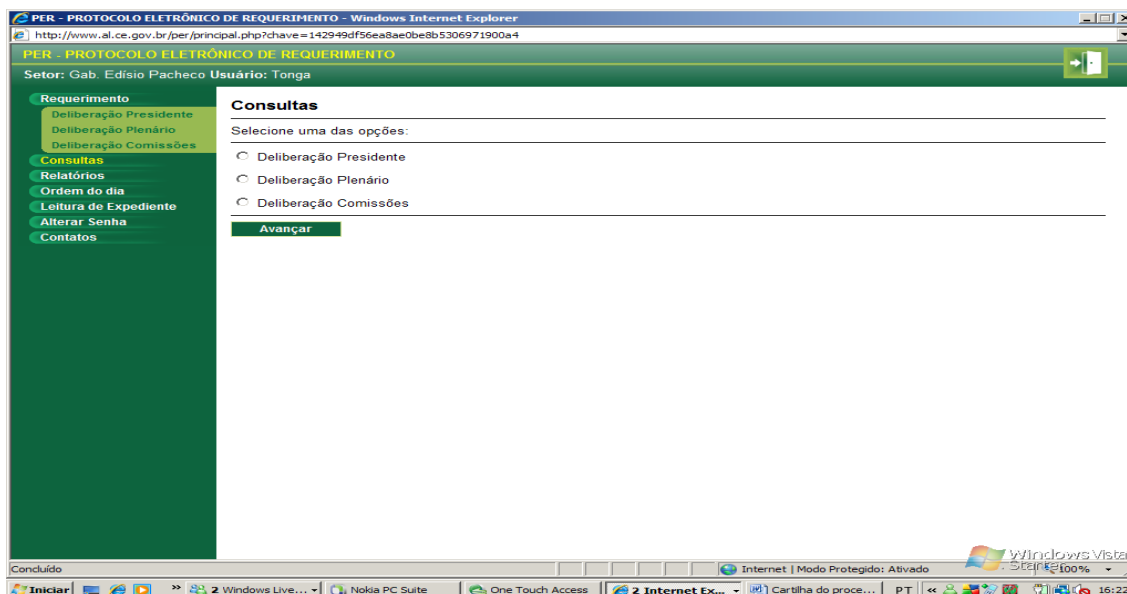 PER - PROTOCOLO ELETRÔNICO DE REQUERIMENTO - Windows Internet Explorer
http://www.al.ce.gov.br/per/principal.php?chave=142949df56ea8ae0be8b5306971900a4
PER - PROTOCOLO ELETRÔNICO DE REQUERIMENTO
Setor: Gab. Edísio Pacheco Usuário: Tonga
Requerimento
Deliberação Presidente
Deliberação Plenário
Deliberação Comissões
Consultas
Relatórios
Ordem do dia
Leitura de Expediente
Alterar Senha
Contatos
Consultas
Selecione uma das opções:
Deliberação Presidente
Deliberação Plenário
Deliberação Comissões
Avançar
Windows Vista
Starter
Concluído Internet | Modo Protegido: Ativado 100%
Iniciar 2 Windows Live... Nokia PC Suite One Touch Access 2 Internet Ex... Cartilha do proce... PT 16:22